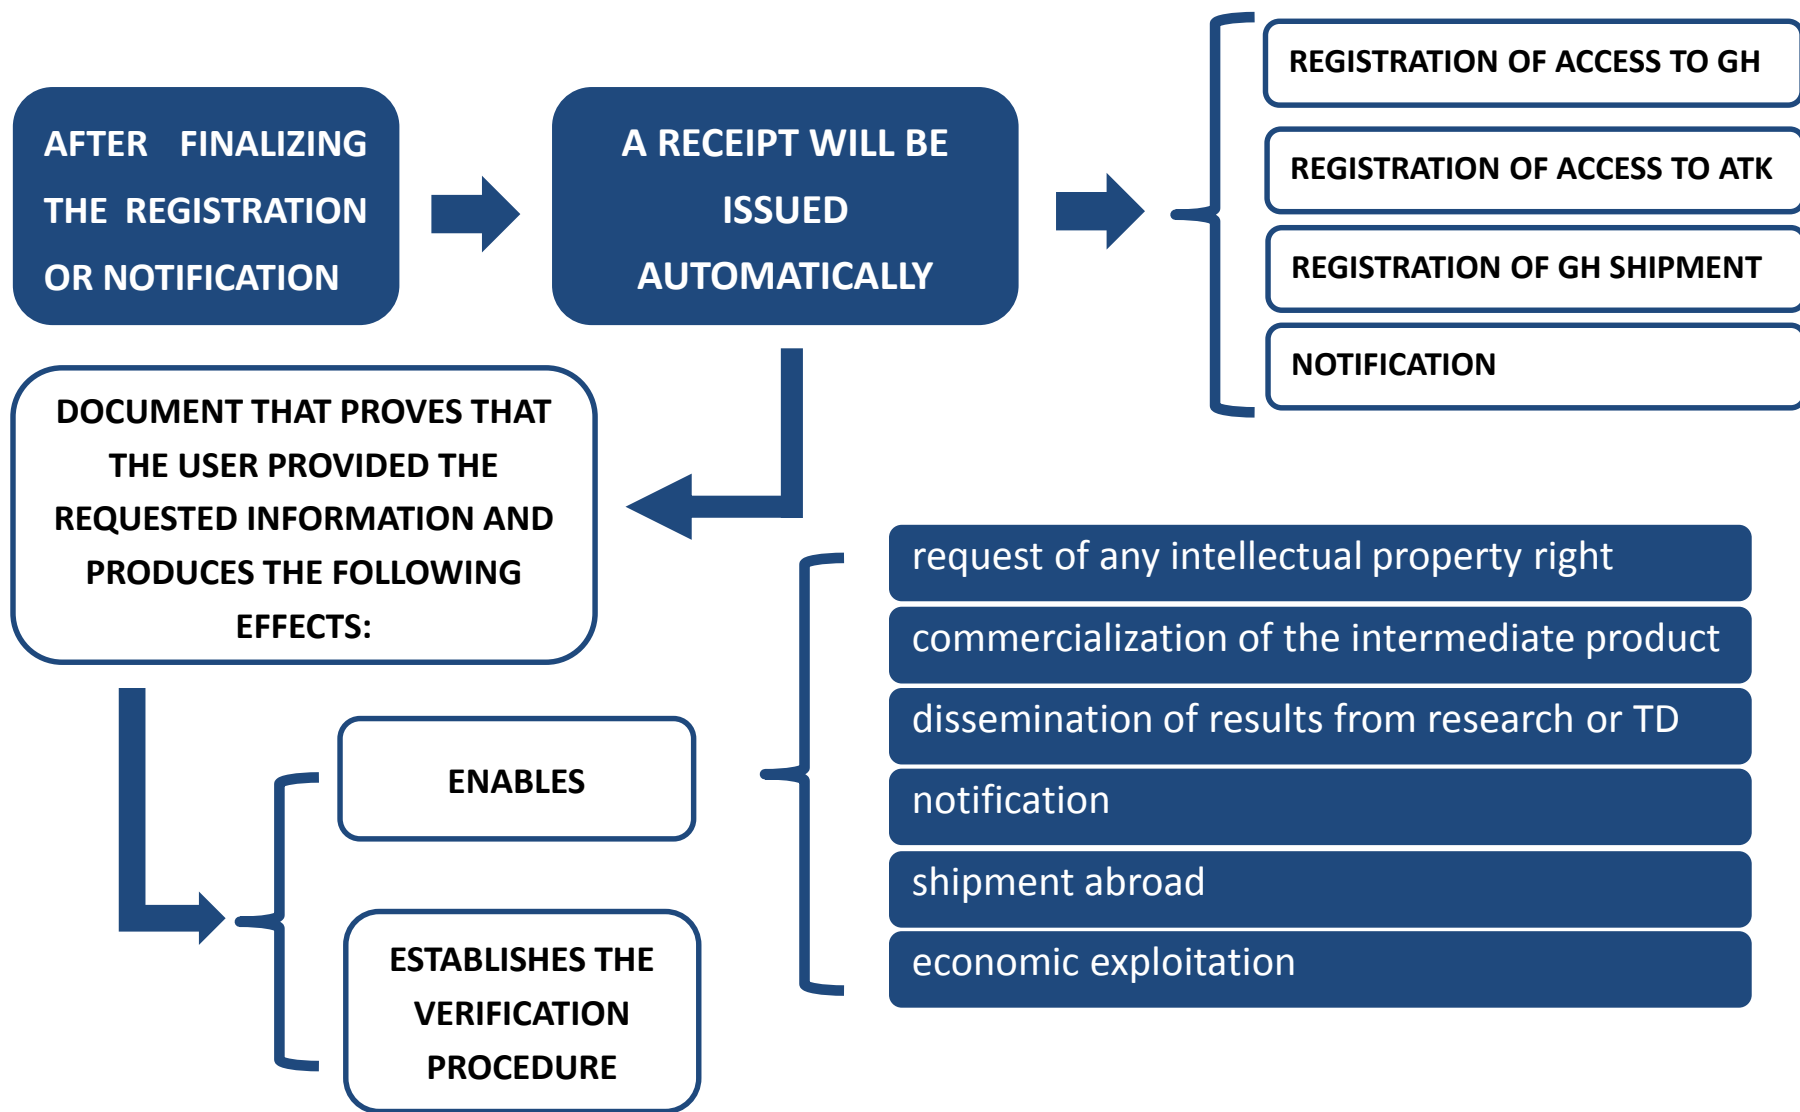 AFTER FINALIZING
THE REGISTRATION
OR NOTIFICATION
A RECEIPT WILL BE
ISSUED
AUTOMATICALLY
REGISTRATION OF ACCESS TO GH
REGISTRATION OF ACCESS TO ATK
REGISTRATION OF GH SHIPMENT
NOTIFICATION
DOCUMENT THAT PROVES THAT
THE USER PROVIDED THE
REQUESTED INFORMATION AND
PRODUCES THE FOLLOWING
EFFECTS:
ENABLES
request of any intellectual property right
commercialization of the intermediate product
dissemination of results from research or TD
notification
shipment abroad
economic exploitation
ESTABLISHES THE
VERIFICATION
PROCEDURE